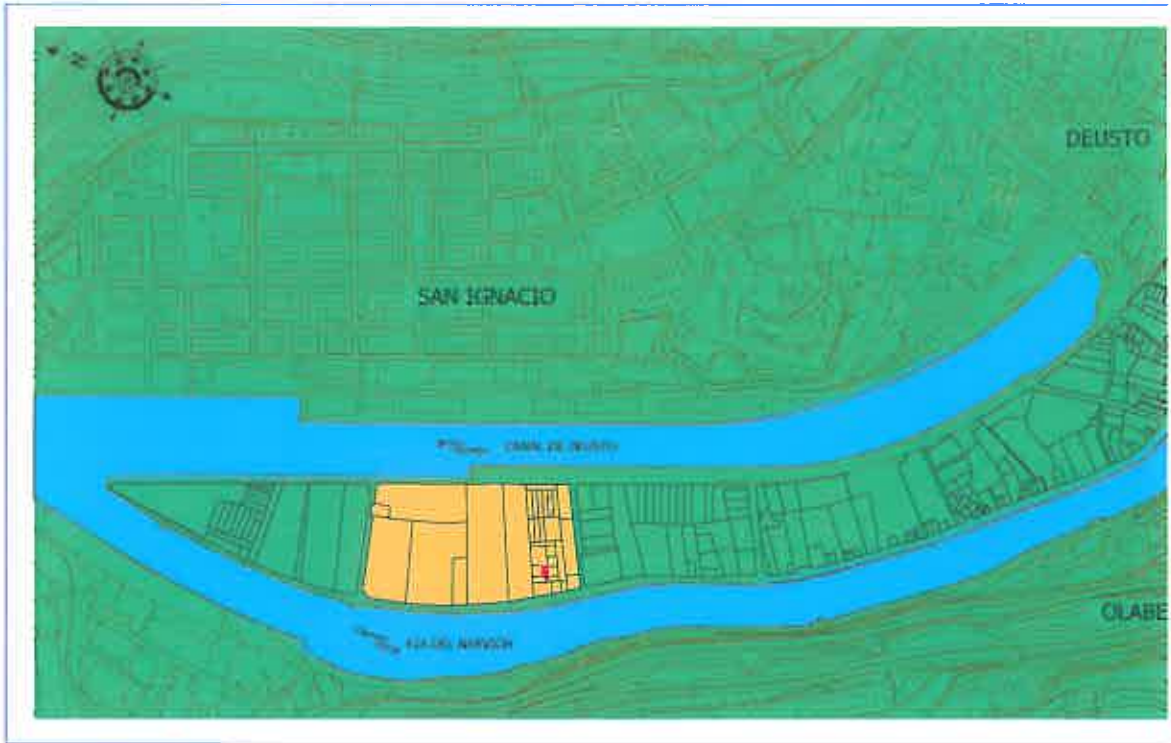 N
DEUSTO
SAN IGNACIO
CANAL DE DEUSTO
RIA DEL NERVION
OLABE